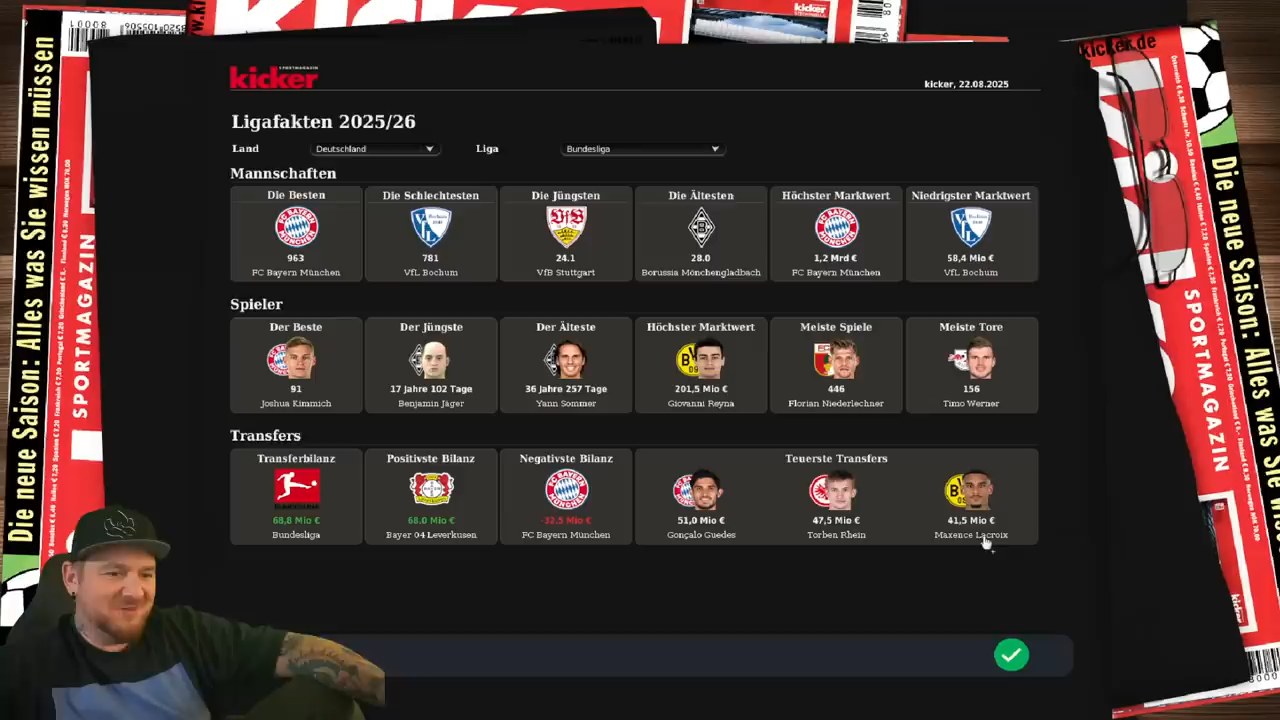 kicker
kicker
kicker.de
Die neue Saison: Alles was Sie wissen müssen
SPORTMAGAZIN
kicker
SPORTMAGAZIN
kicker, 22.08.2025
Ligafakten 2025/26
Land Deutschland Liga Bundesliga
Mannschaften
Die Besten Die Schlechtesten Die Jüngsten Die Ältesten Höchster Marktwert Niedrigster Marktwert
963 781 24.1 28.0 1,2 Mrd € 58,4 Mio €
FC Bayern München VfL Bochum VfB Stuttgart Borussia Mönchengladbach FC Bayern München VfL Bochum
Spieler
Der Beste Der Jüngste Der Älteste Höchster Marktwert Meiste Spiele Meiste Tore
91 17 Jahre 102 Tage 36 Jahre 257 Tage 201,5 Mio € 446 156
Joshua Kimmich Benjamin Jäger Yann Sommer Giovanni Reyna Florian Niederlechner Timo Werner
Transfers
Transferbilanz Positivste Bilanz Negativste Bilanz Teuerste Transfers
68,8 Mio € 68,0 Mio € -32,5 Mio € 51,0 Mio € 47,5 Mio € 41,5 Mio €
Bundesliga Bayer 04 Leverkusen FC Bayern München Gonçalo Guedes Torben Rhein Maxence Lacroix
SPORTMAGAZIN
Die neue Saison: Alles was Sie
kicker